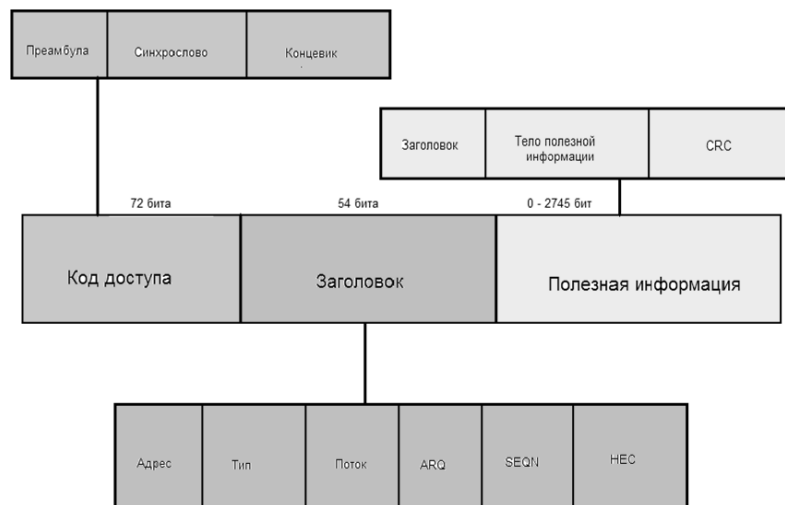 Преамбула
Синхрослово
Концевик
Заголовок
Тело полезной
информации
CRC
72 бита
54 бита
0 - 2745 бит
Код доступа
Заголовок
Полезная информация
Адрес
Тип
Поток
ARQ
SEQN
HEC